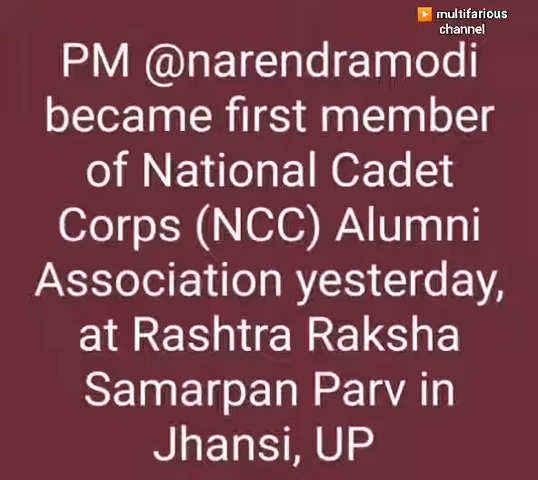 ▶️ multifarious
channel
PM @narendramodi
became first member
of National Cadet
Corps (NCC) Alumni
Association yesterday,
at Rashtra Raksha
Samarpan Parv in
Jhansi, UP